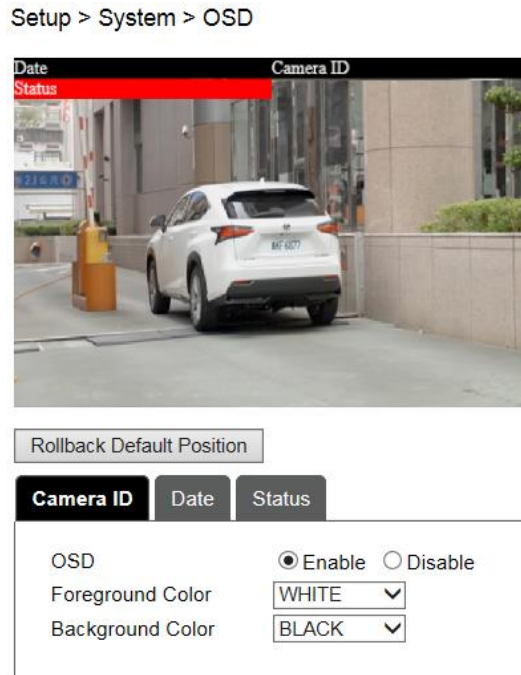 Setup > System > OSD
Date Camera ID
Status
Rollback Default Position
Camera ID Date Status
OSD Enable Disable
Foreground Color WHITE
Background Color BLACK